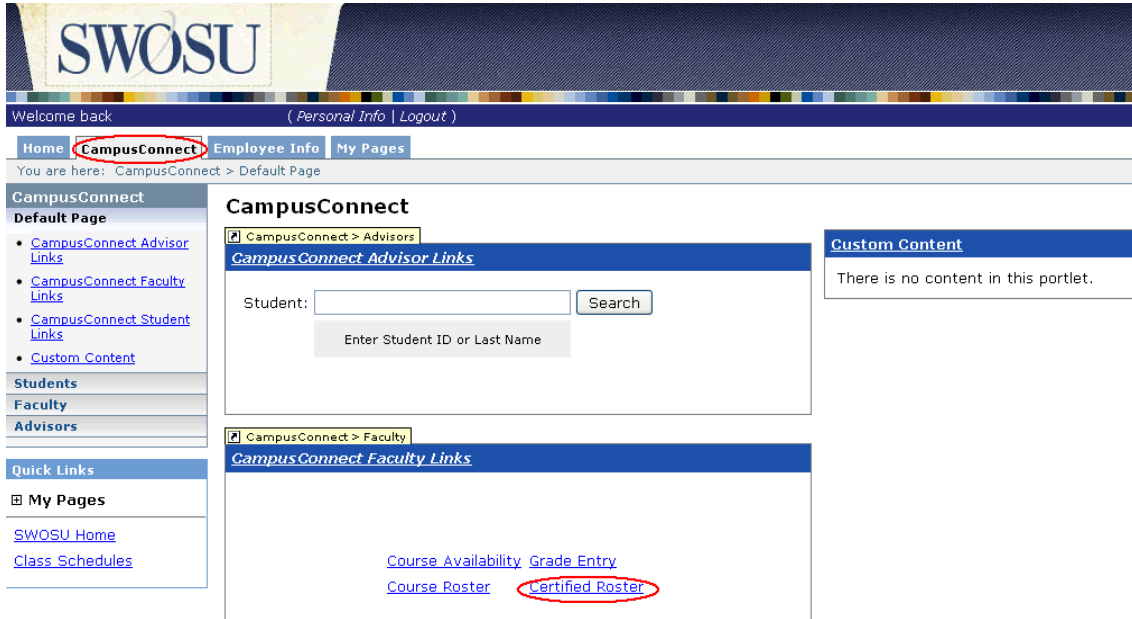 SWOSU
Welcome back ( Personal Info | Logout )
Home CampusConnect Employee Info My Pages
You are here: CampusConnect > Default Page
CampusConnect
Default Page
• CampusConnect Advisor
Links
• CampusConnect Faculty
Links
• CampusConnect Student
Links
• Custom Content
Students
Faculty
Advisors
Quick Links
My Pages
SWOSU Home
Class Schedules
CampusConnect
CampusConnect > Advisors
CampusConnect Advisor Links
Student: Search
Enter Student ID or Last Name
CampusConnect > Faculty
CampusConnect Faculty Links
Course Availability Grade Entry
Course Roster Certified Roster
Custom Content
There is no content in this portlet.